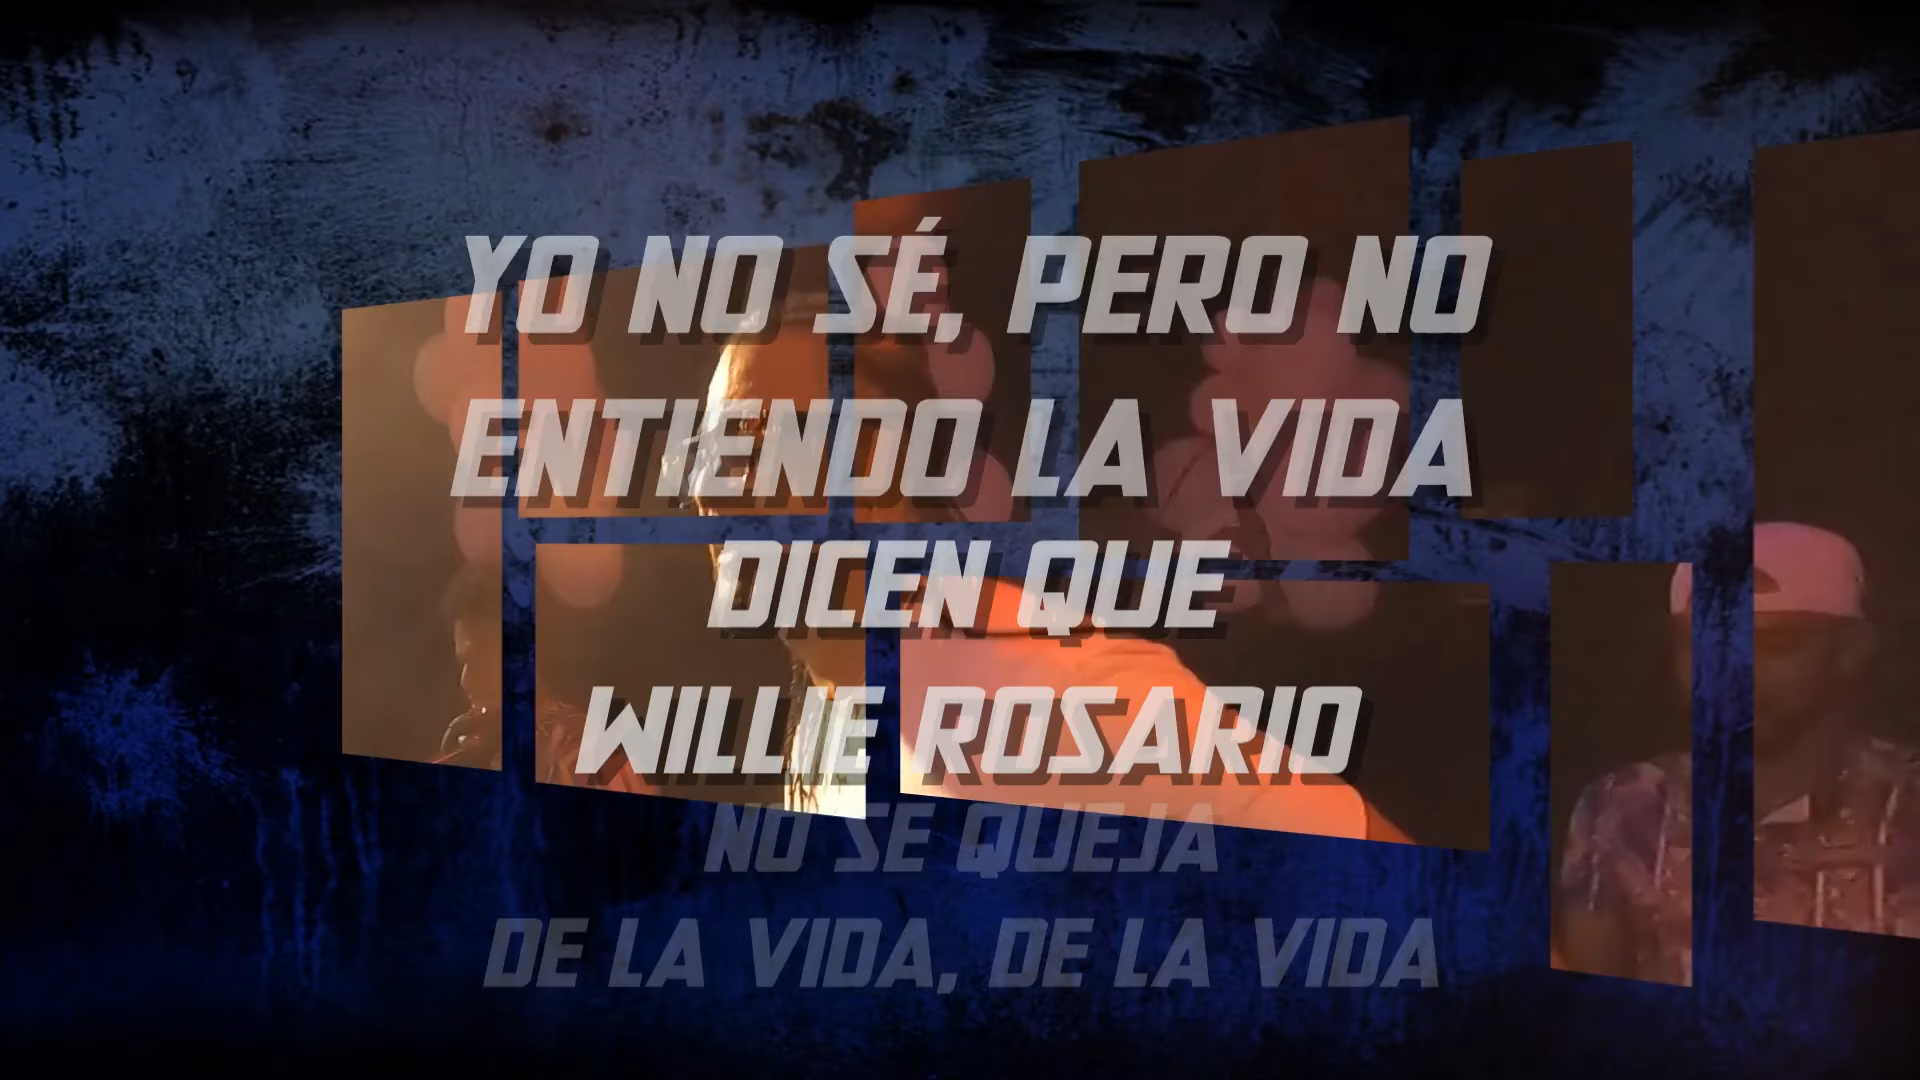 YO NO SÉ, PERO NO
ENTIENDO LA VIDA
DICEN QUE
WILLIE ROSARIO
NO SE QUEJA
DE LA VIDA, DE LA VIDA